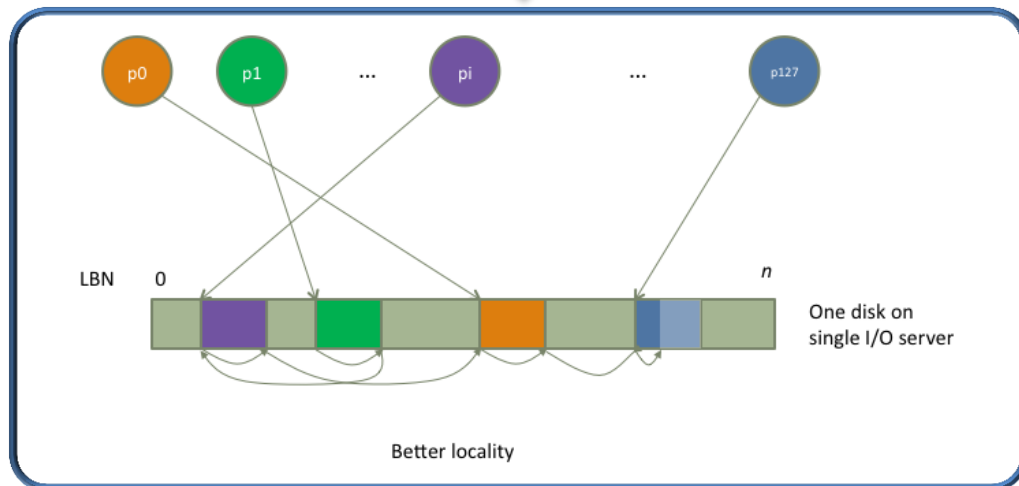 p0
p1
...
pi
...
p127
LBN
0
n
One disk on
single I/O server
Better locality